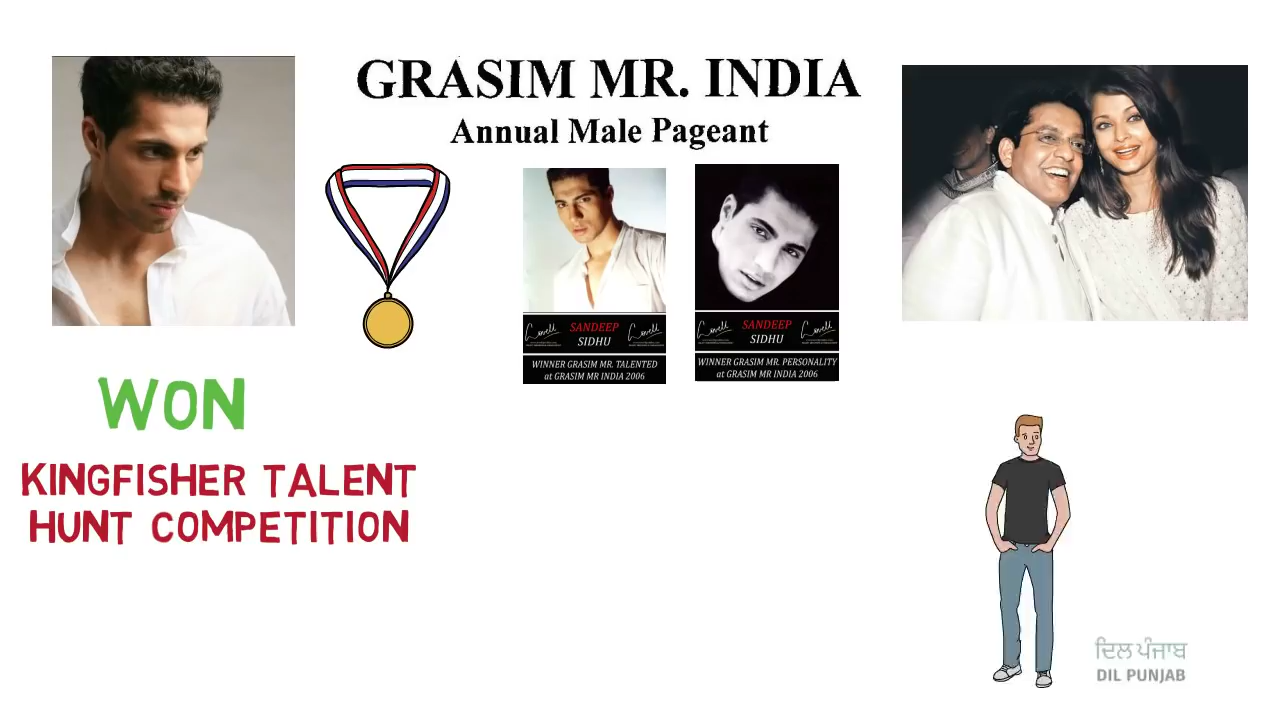 GRASIM MR. INDIA
Annual Male Pageant
SANDEEP
SIDHU
WINNER GRASIM MR. TALENTED
at GRASIM MR INDIA 2006
SANDEEP
SIDHU
WINNER GRASIM MR. PERSONALITY
at GRASIM MR INDIA 2006
WON
KINGFISHER TALENT
HUNT COMPETITION
ਦਿਲ ਪੰਜਾਬ
DIL PUNJAB